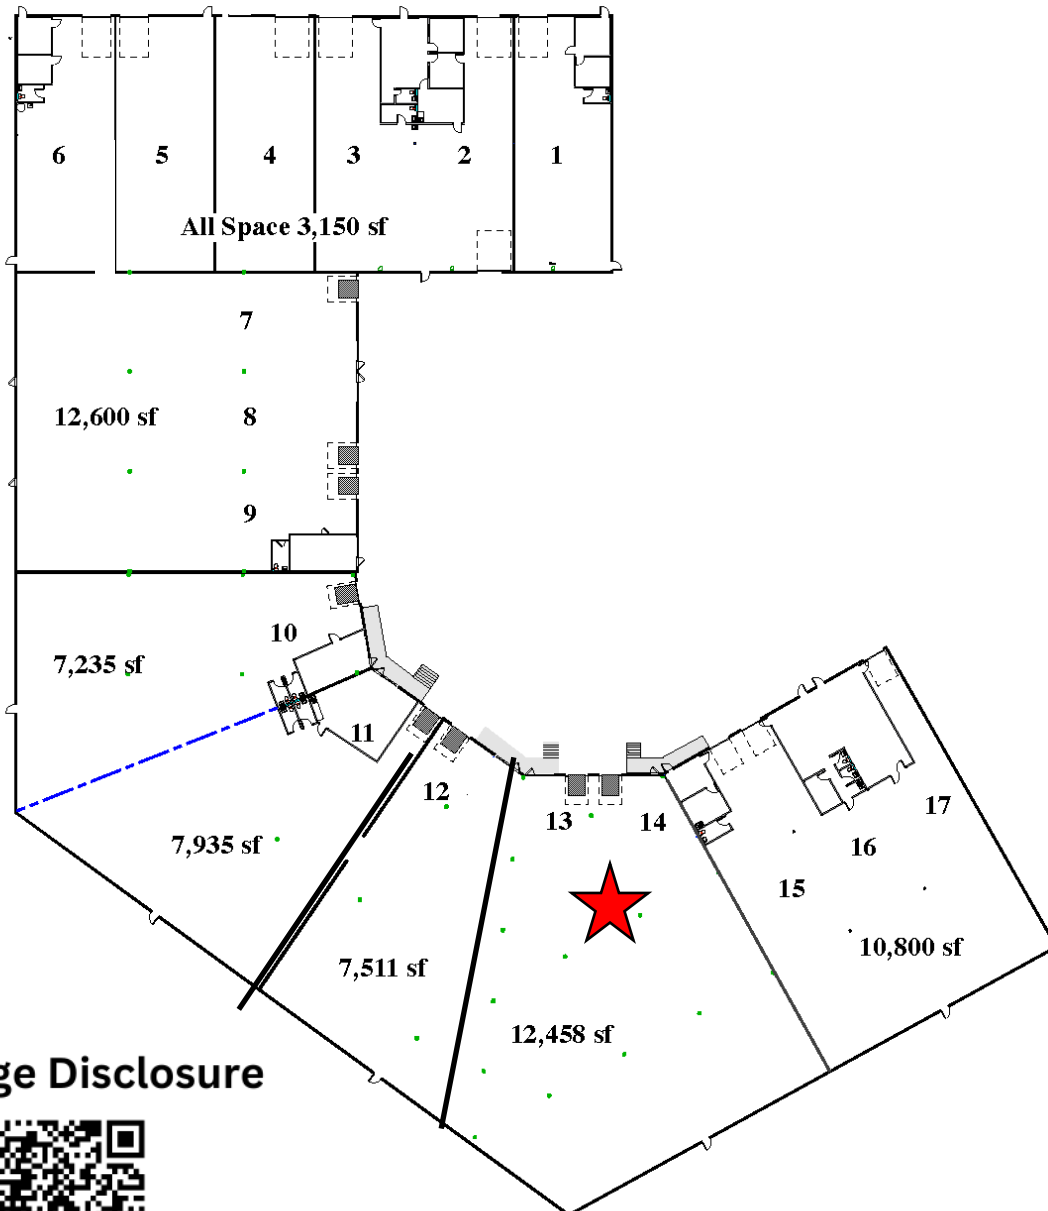 6 5 4 3 2 1
All Space 3,150 sf
7
12,600 sf 8
9
10
7,235 sf
11
12
13 14
7,935 sf
17
16
15
10,800 sf
7,511 sf
12,458 sf
ge Disclosure